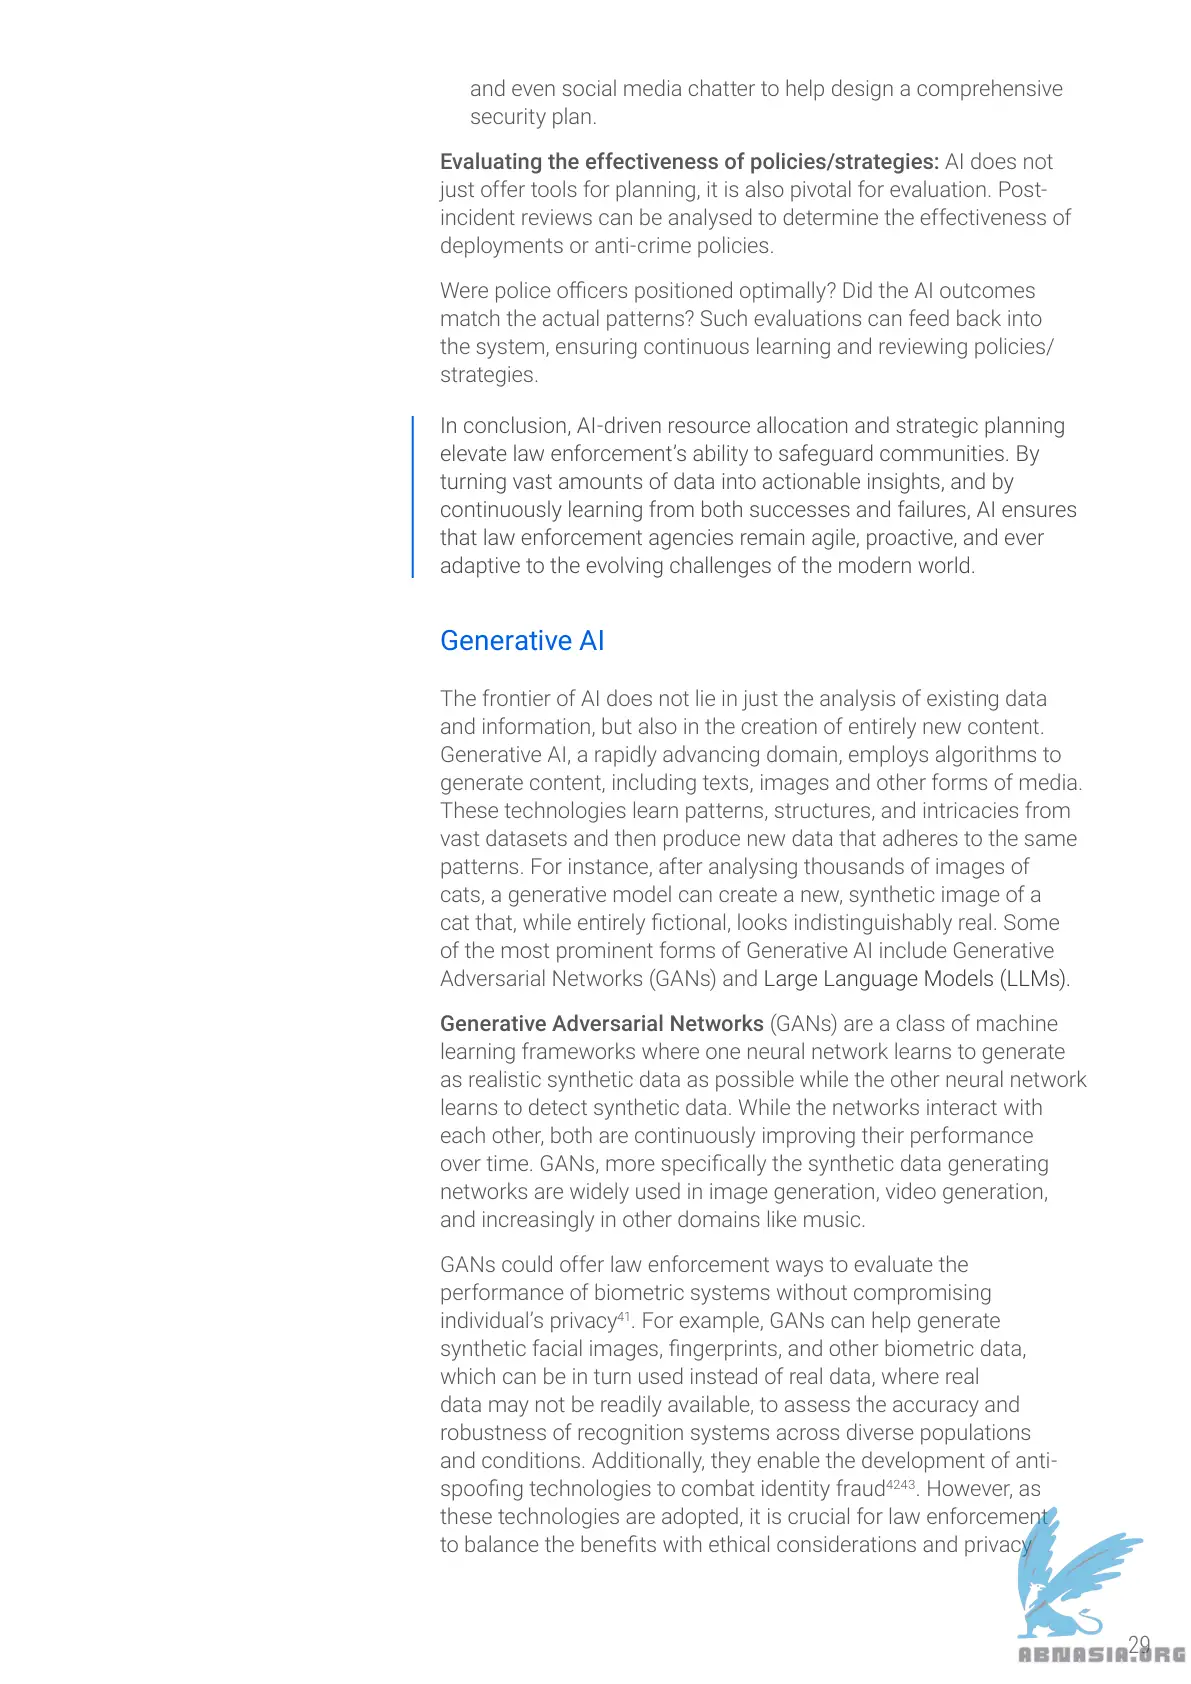 and even social media chatter to help design a comprehensive
security plan.
Evaluating the effectiveness of policies/strategies: AI does not
just offer tools for planning, it is also pivotal for evaluation. Post-
incident reviews can be analysed to determine the effectiveness of
deployments or anti-crime policies.
Were police officers positioned optimally? Did the AI outcomes
match the actual patterns? Such evaluations can feed back into
the system, ensuring continuous learning and reviewing policies/
strategies.
In conclusion, AI-driven resource allocation and strategic planning
elevate law enforcement’s ability to safeguard communities. By
turning vast amounts of data into actionable insights, and by
continuously learning from both successes and failures, AI ensures
that law enforcement agencies remain agile, proactive, and ever
adaptive to the evolving challenges of the modern world.
Generative AI
The frontier of AI does not lie in just the analysis of existing data
and information, but also in the creation of entirely new content.
Generative AI, a rapidly advancing domain, employs algorithms to
generate content, including texts, images and other forms of media.
These technologies learn patterns, structures, and intricacies from
vast datasets and then produce new data that adheres to the same
patterns. For instance, after analysing thousands of images of
cats, a generative model can create a new, synthetic image of a
cat that, while entirely fictional, looks indistinguishably real. Some
of the most prominent forms of Generative AI include Generative
Adversarial Networks (GANs) and Large Language Models (LLMs).
Generative Adversarial Networks (GANs) are a class of machine
learning frameworks where one neural network learns to generate
as realistic synthetic data as possible while the other neural network
learns to detect synthetic data. While the networks interact with
each other, both are continuously improving their performance
over time. GANs, more specifically the synthetic data generating
networks are widely used in image generation, video generation,
and increasingly in other domains like music.
GANs could offer law enforcement ways to evaluate the
performance of biometric systems without compromising
individual’s privacy41. For example, GANs can help generate
synthetic facial images, fingerprints, and other biometric data,
which can be in turn used instead of real data, where real
data may not be readily available, to assess the accuracy and
robustness of recognition systems across diverse populations
and conditions. Additionally, they enable the development of anti-
spoofing technologies to combat identity fraud4243. However, as
these technologies are adopted, it is crucial for law enforcement
to balance the benefits with ethical considerations and privacy
29
ABNASIA.ORG